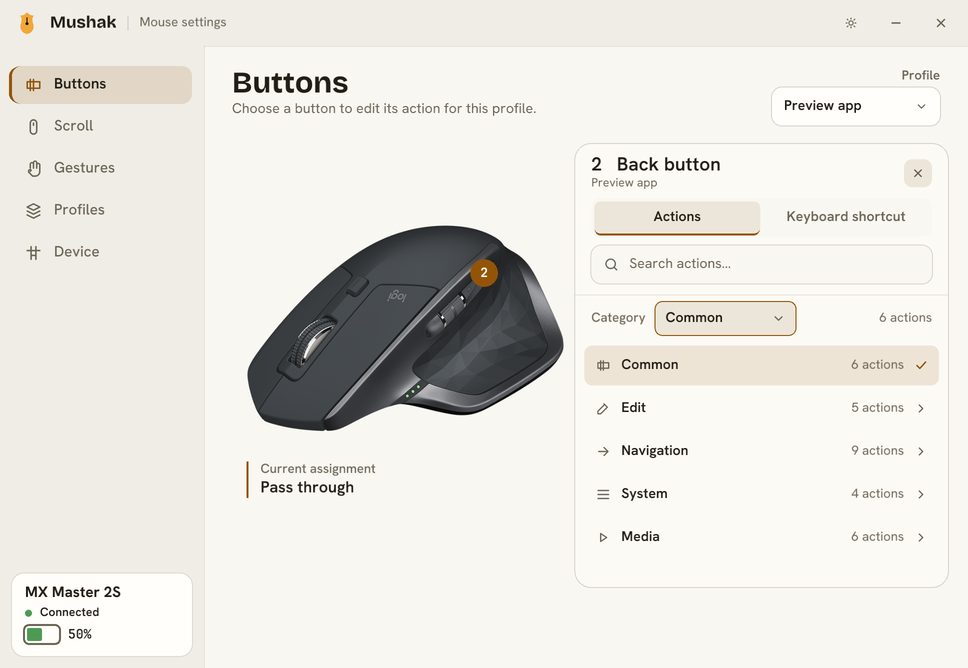 Mushak
Mouse settings
Buttons
Scroll
Gestures
Profiles
Device
MX Master 2S
Connected
50%
Buttons
Choose a button to edit its action for this profile.
Profile
Preview app
logi
2
Current assignment
Pass through
2 Back button
Preview app
Actions
Keyboard shortcut
Search actions...
Category
Common
6 actions
Common
6 actions
Edit
5 actions
Navigation
9 actions
System
4 actions
Media
6 actions